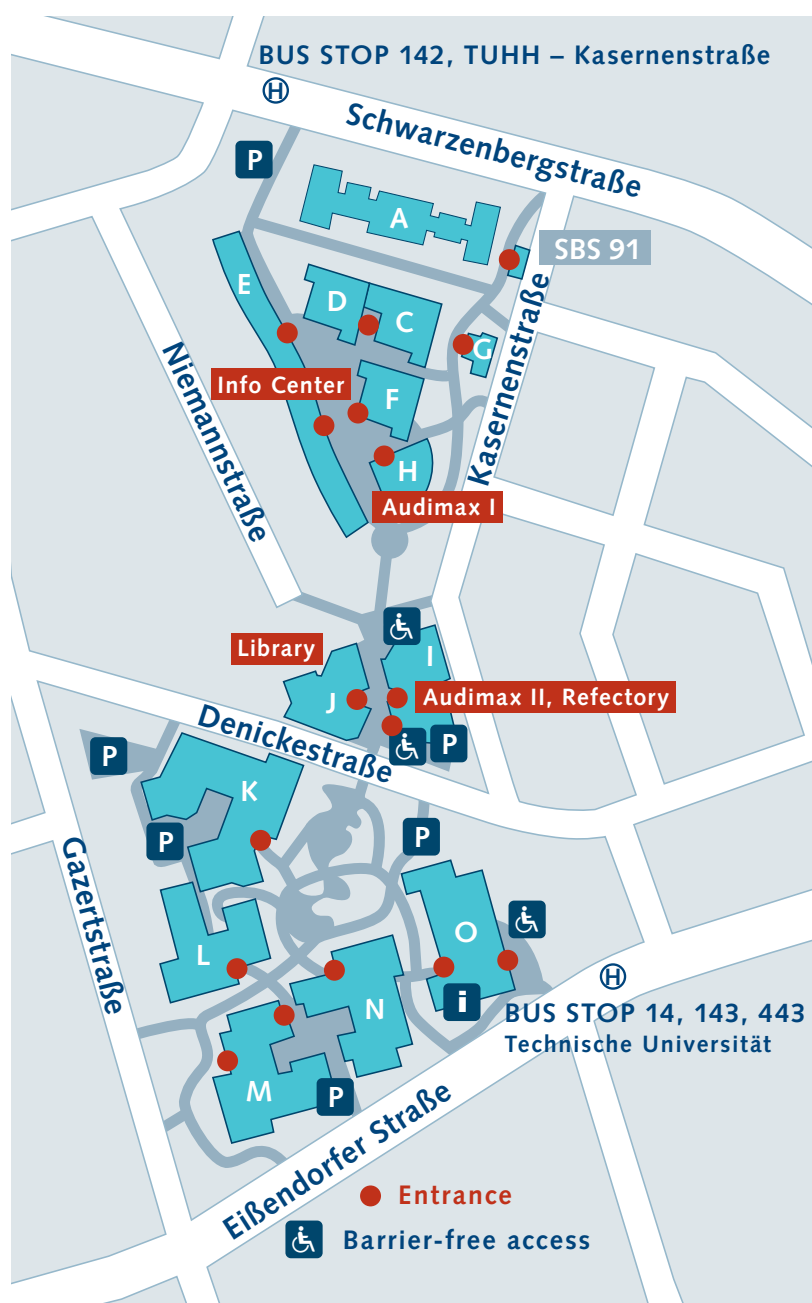 BUS STOP 142, TUHH – Kasernenstraße
H
Schwarzenbergstraße
P
A
SBS 91
E
D
C
G
Kasernenstraße
Niemannstraße
Info Center
F
H
Audimax I
Library
I
J
Audimax II, Refectory
Denickestraße
P
P
K
P
P
Gazertstraße
L
O
H
i
N
BUS STOP 14, 143, 443
Technische Universität
M
P
Eißendorfer Straße
Entrance
Barrier-free access